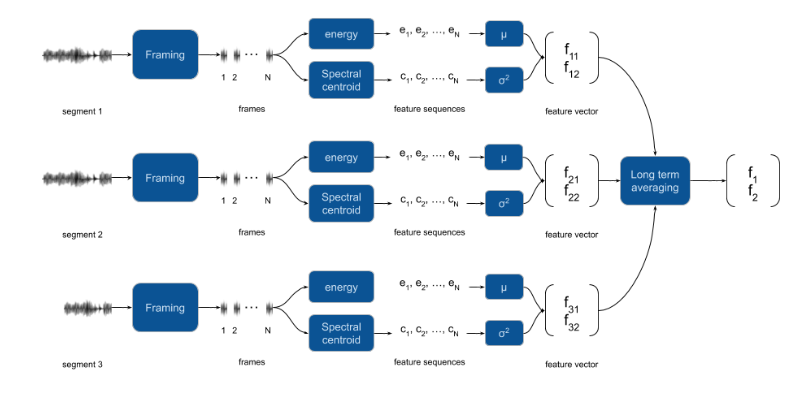 energy
e1, e2, ..., eN
μ
Framing
...
f11
f12
Spectral
centroid
c1, c2, ..., cN
σ²
1 2 N
segment 1
frames
feature sequences
feature vector
energy
e1, e2, ..., eN
μ
Framing
...
f21
f22
Long term
averaging
f1
f2
Spectral
centroid
c1, c2, ..., cN
σ²
1 2 N
segment 2
frames
feature sequences
feature vector
energy
e1, e2, ..., eN
μ
Framing
...
f31
f32
Spectral
centroid
c1, c2, ..., cN
σ²
1 2 N
segment 3
frames
feature sequences
feature vector